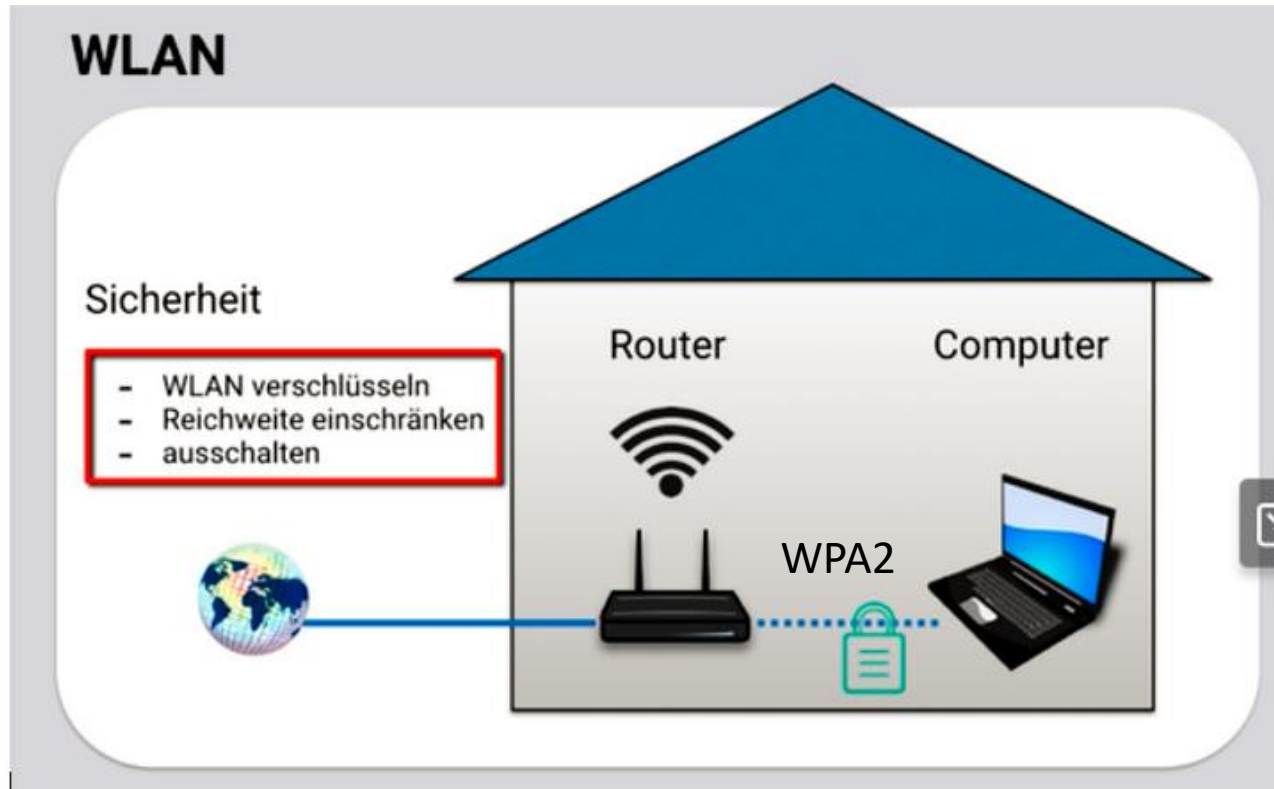 WLAN
Sicherheit
- WLAN verschlüsseln
- Reichweite einschränken
- ausschalten
Router
Computer
WPA2